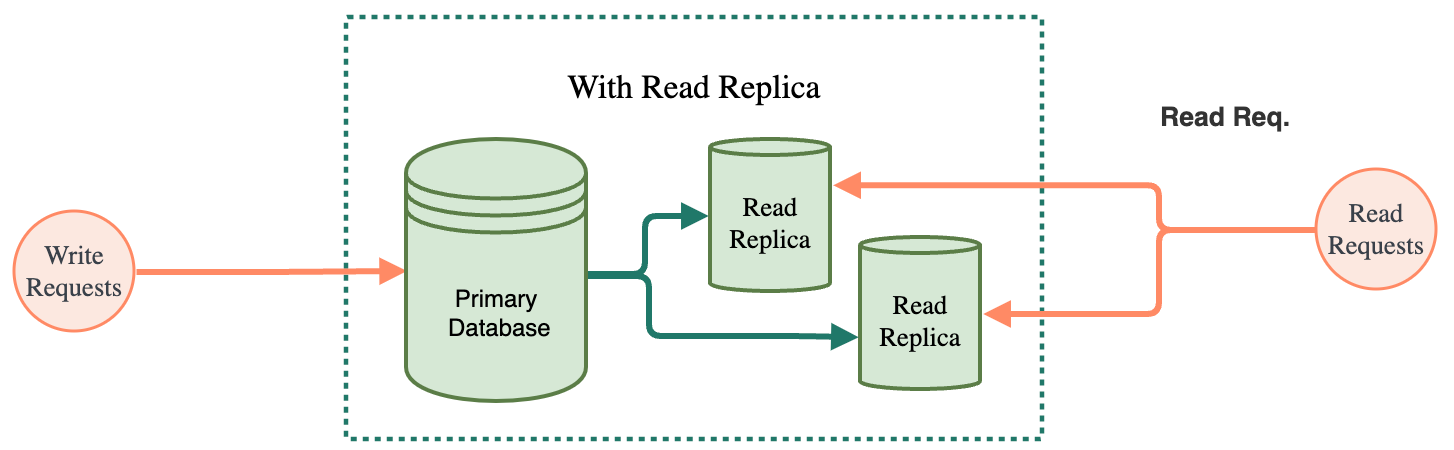 With Read Replica
Read Req.
Write
Requests
Primary
Database
Read
Replica
Read
Replica
Read
Requests